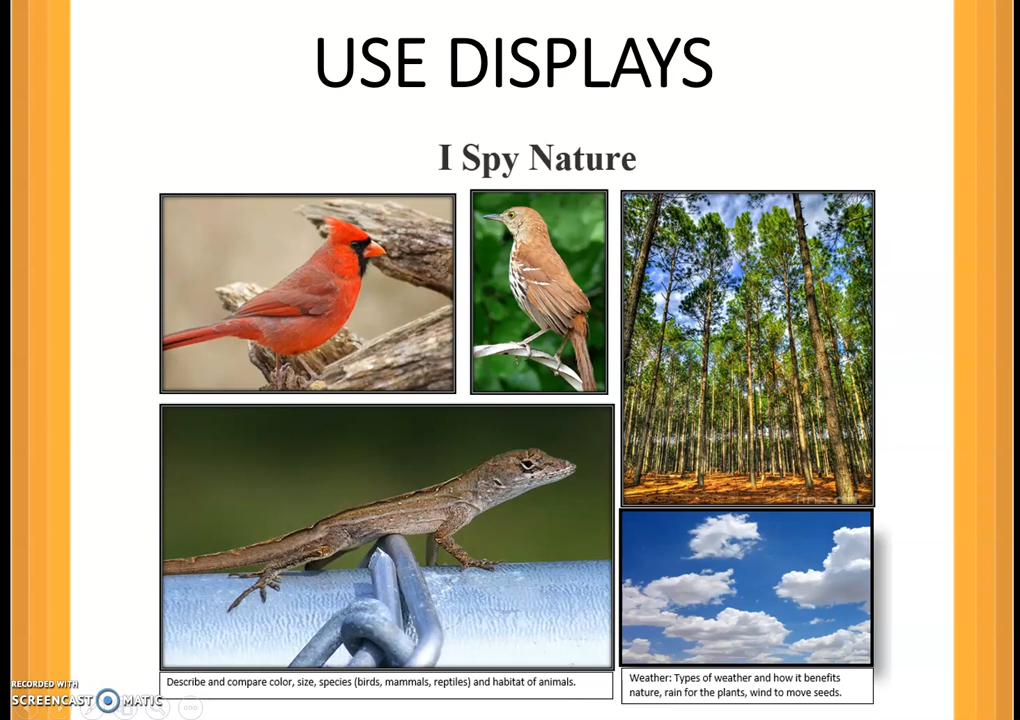 USE DISPLAYS
I Spy Nature
Describe and compare color, size, species (birds, mammals, reptiles) and habitat of animals.
Weather: Types of weather and how it benefits
nature, rain for the plants, wind to move seeds.
RECORDED WITH
SCREENCAST MATIC